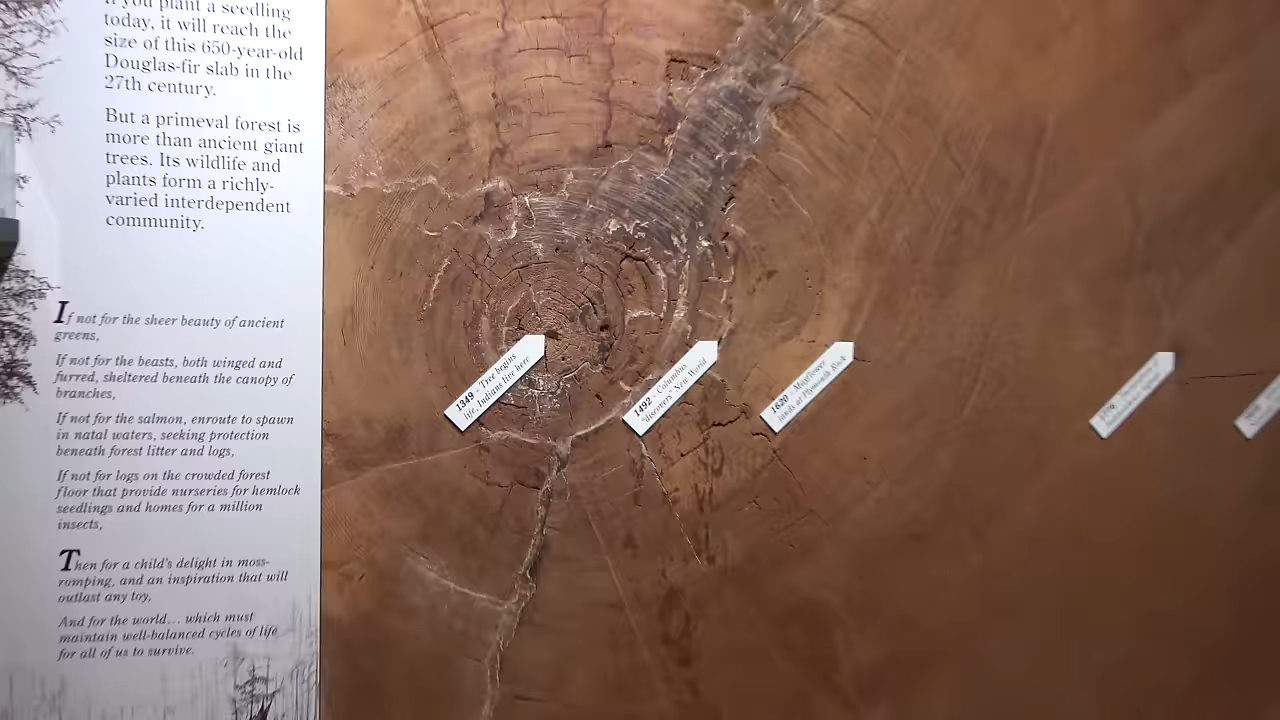 If you plant a seedling
today, it will reach the
size of this 650-year-old
Douglas-fir slab in the
27th century.
But a primeval forest is
more than ancient giant
trees. Its wildlife and
plants form a richly-
varied interdependent
community.
If not for the sheer beauty of ancient
greens,
If not for the beasts, both winged and
furred, sheltered beneath the canopy of
branches,
If not for the salmon, enroute to spawn
in natal waters, seeking protection
beneath forest litter and logs,
If not for logs on the crowded forest
floor that provide nurseries for hemlock
seedlings and homes for a million
insects,
Then for a child's delight in moss-
romping, and an inspiration that will
outlast any toy,
And for the world... which must
maintain well-balanced cycles of life
for all of us to survive.
1349 - Tree begins
life, Indians live here
1492 - Columbus
"discovers" New World
1620 - Mayflower
lands at Plymouth Rock